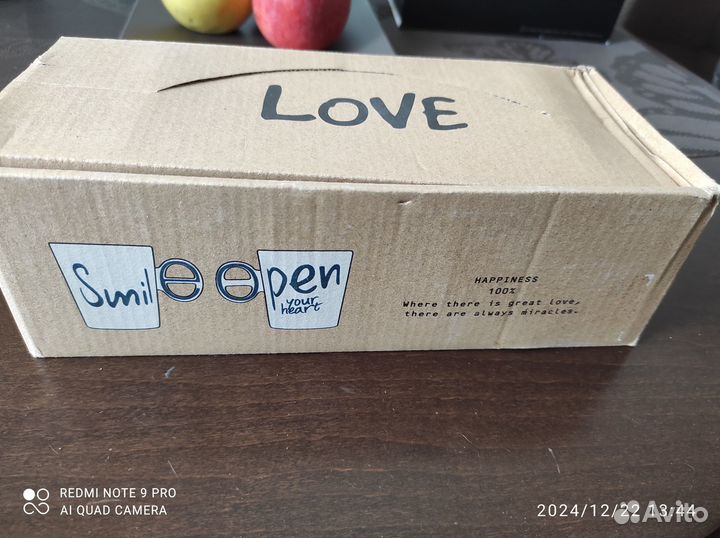 LOVE
Smile Open
your
heart
HAPPINESS
100%
Where there is great love,
there are always miracles.
REDMI NOTE 9 PRO
AI QUAD CAMERA
2024/12/22 13:44
Avito